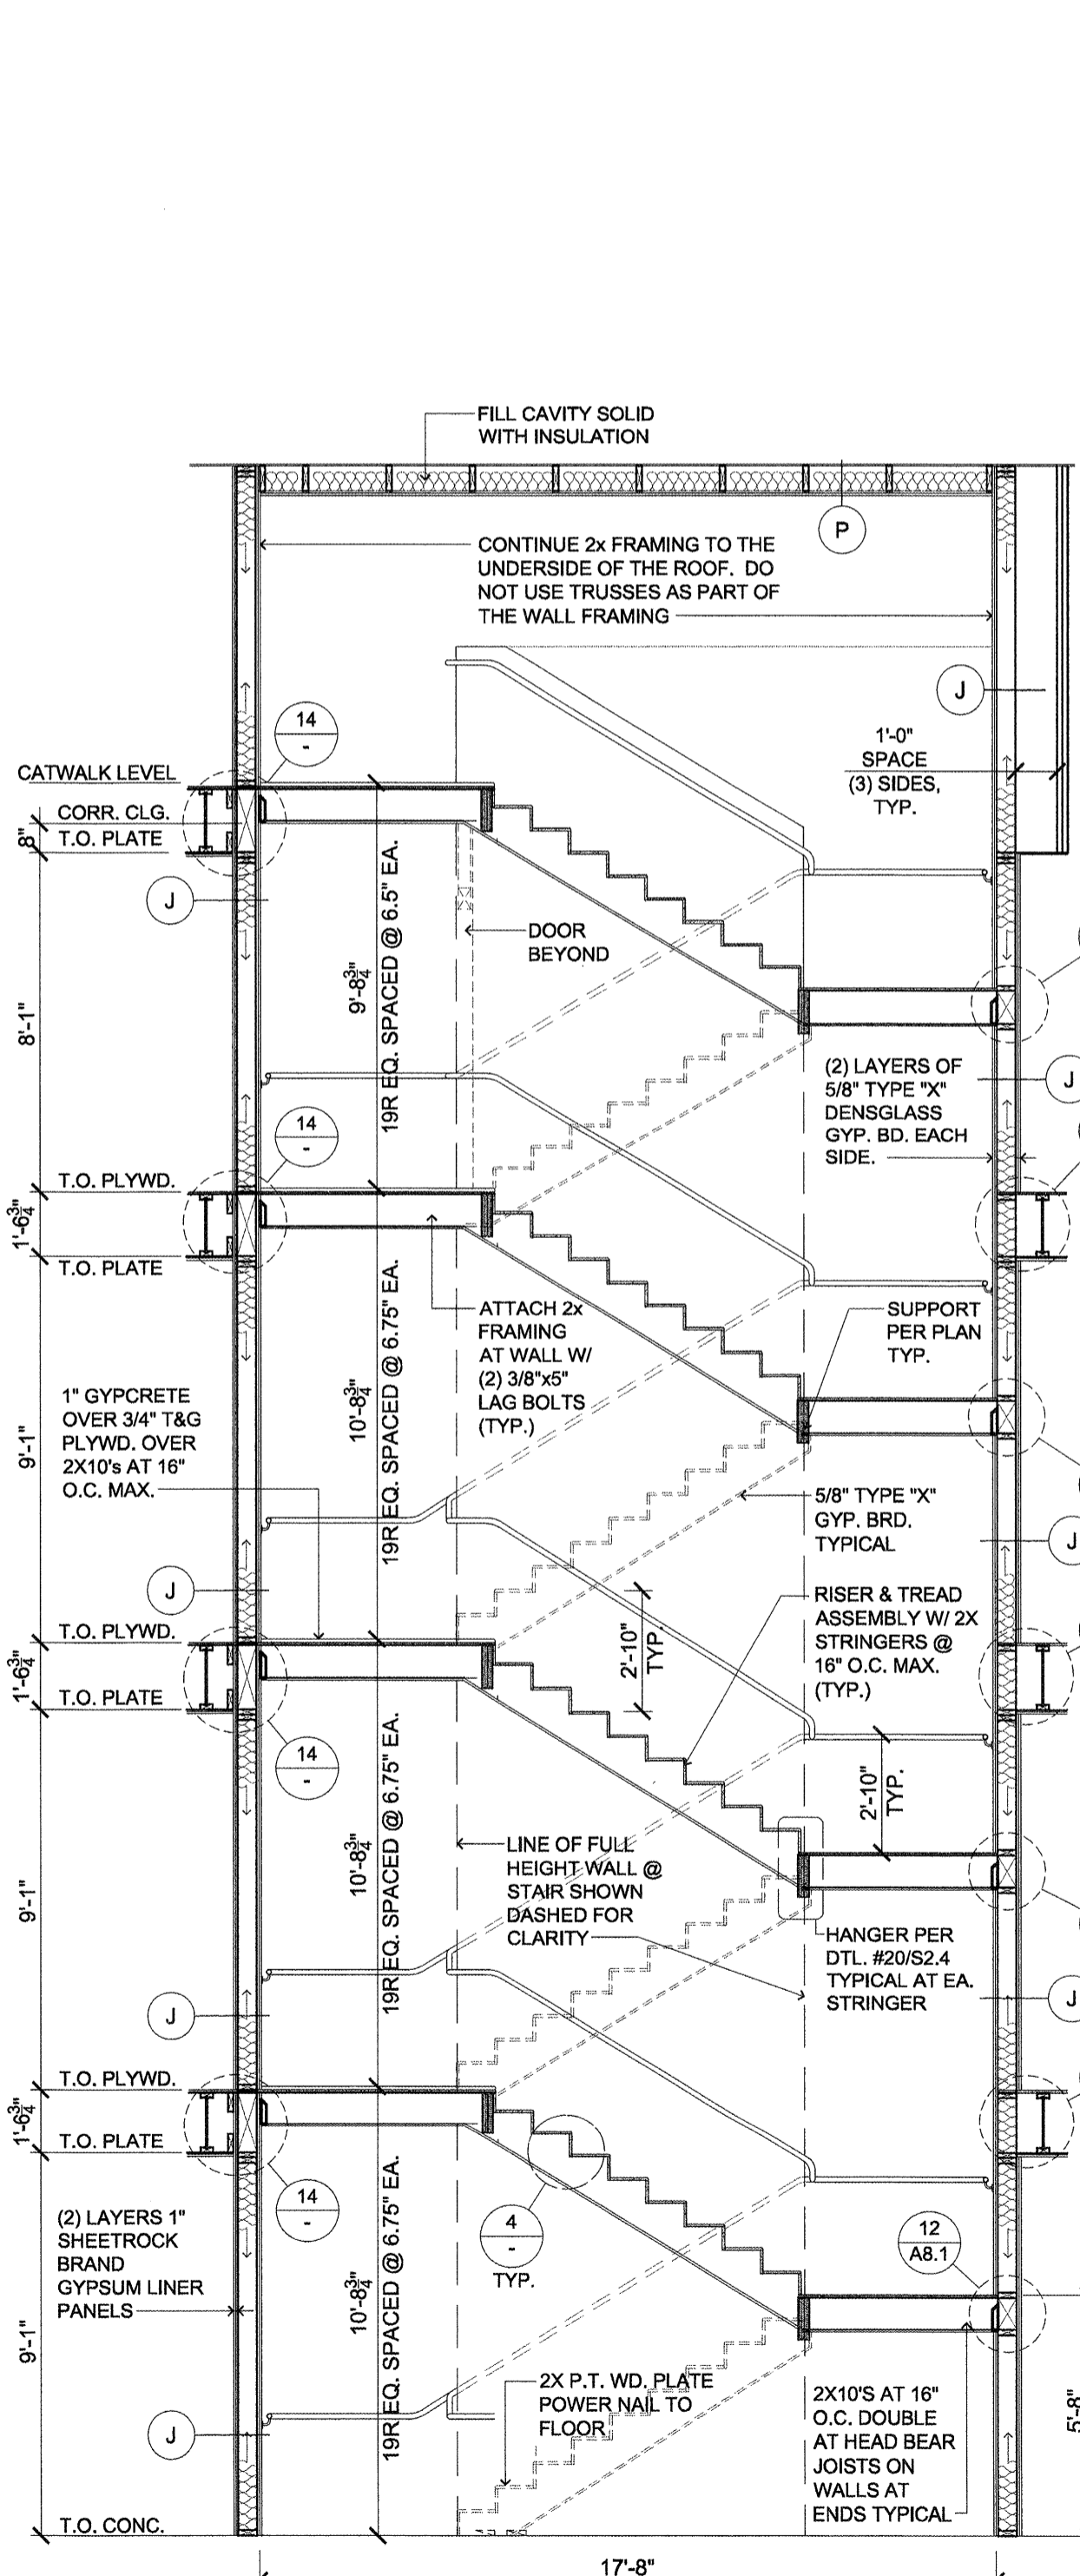 FILL CAVITY SOLID
WITH INSULATION
P
CONTINUE 2x FRAMING TO THE
UNDERSIDE OF THE ROOF. DO
NOT USE TRUSSES AS PART OF
THE WALL FRAMING
J
14
-
1'-0"
SPACE
(3) SIDES,
TYP.
CATWALK LEVEL
CORR. CLG.
T.O. PLATE
8"
J
DOOR
BEYOND
9'-8 3/4"
19R EQ. SPACED @ 6.5" EA.
8'-1"
(2) LAYERS OF
5/8" TYPE "X"
DENSGLASS
GYP. BD. EACH
SIDE.
J
14
-
T.O. PLYWD.
1'-6 3/4"
T.O. PLATE
ATTACH 2x
FRAMING
AT WALL W/
(2) 3/8"x5"
LAG BOLTS
(TYP.)
SUPPORT
PER PLAN
TYP.
10'-8 3/4"
19R EQ. SPACED @ 6.75" EA.
1" GYPCRETE
OVER 3/4" T&G
PLYWD. OVER
2X10's AT 16"
O.C. MAX.
9'-1"
5/8" TYPE "X"
GYP. BRD.
TYPICAL
J
J
RISER & TREAD
ASSEMBLY W/ 2X
STRINGERS @
16" O.C. MAX.
(TYP.)
2'-10"
TYP.
T.O. PLYWD.
1'-6 3/4"
T.O. PLATE
14
-
2'-10"
TYP.
10'-8 3/4"
19R EQ. SPACED @ 6.75" EA.
LINE OF FULL
HEIGHT WALL @
STAIR SHOWN
DASHED FOR
CLARITY
9'-1"
HANGER PER
DTL. #20/S2.4
TYPICAL AT EA.
STRINGER
J
J
T.O. PLYWD.
1'-6 3/4"
T.O. PLATE
14
-
4
-
TYP.
12
A8.1
(2) LAYERS 1"
SHEETROCK
BRAND
GYPSUM LINER
PANELS
10'-8 3/4"
19R EQ. SPACED @ 6.75" EA.
9'-1"
2X P.T. WD. PLATE
POWER NAIL TO
FLOOR
2X10'S AT 16"
O.C. DOUBLE
AT HEAD BEAR
JOISTS ON
WALLS AT
ENDS TYPICAL
5'-8"
J
T.O. CONC.
17'-8"